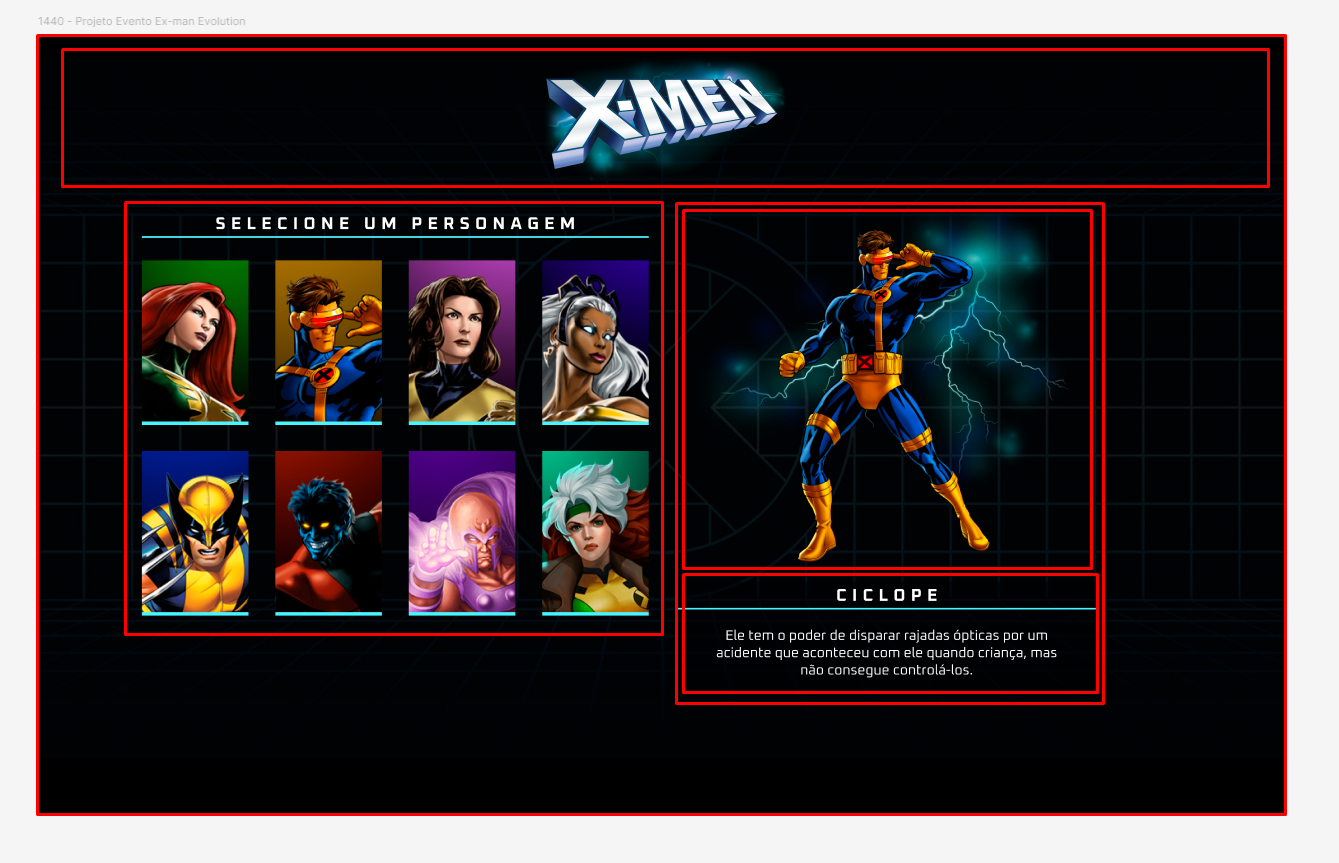 1440 - Projeto Evento Ex-man Evolution
X-MEN
SELECIONE UM PERSONAGEM
CICLOPE
Ele tem o poder de disparar rajadas ópticas por um
acidente que aconteceu com ele quando criança, mas
não consegue controlá-los.